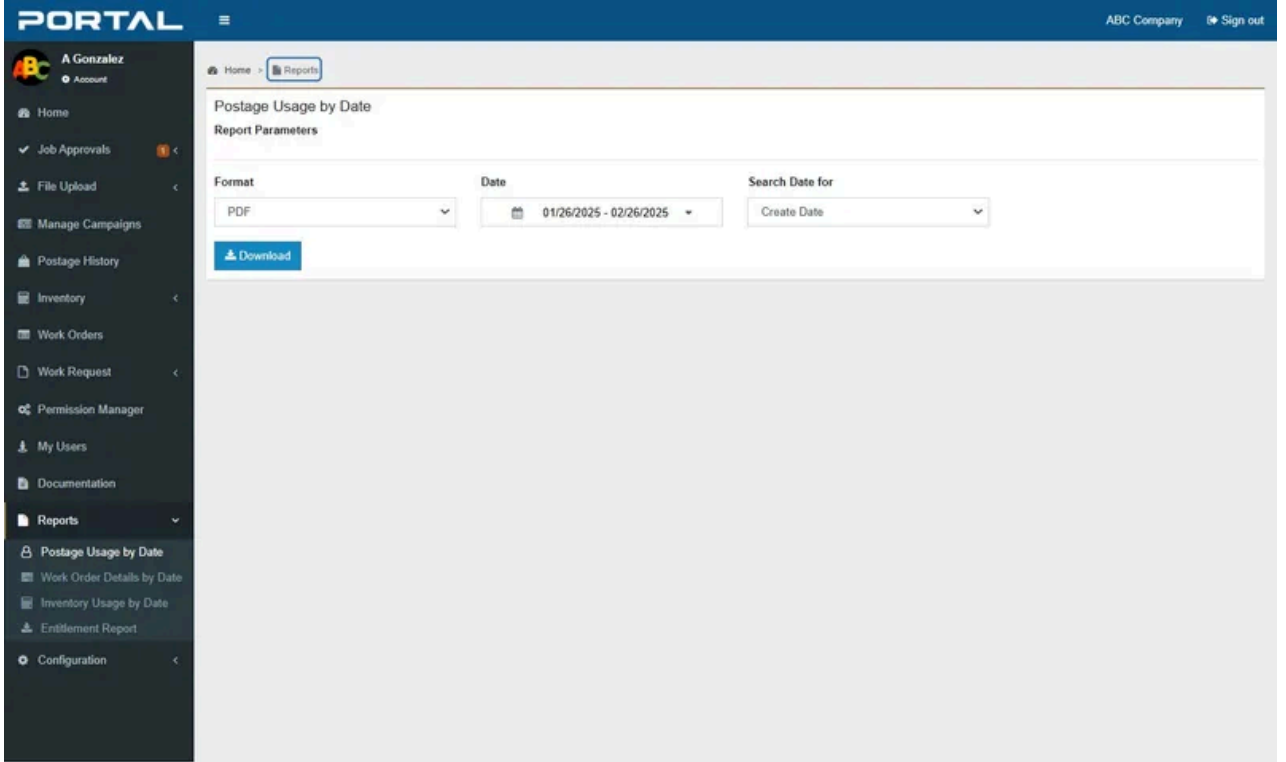 PORTAL
ABC Company Sign out
ABC
A Gonzalez
Account
Home
Job Approvals 1
File Upload
Manage Campaigns
Postage History
Inventory
Work Orders
Work Request
Permission Manager
My Users
Documentation
Reports
Postage Usage by Date
Work Order Details by Date
Inventory Usage by Date
Entitlement Report
Configuration
Home > Reports
Postage Usage by Date
Report Parameters
Format Date Search Date for
PDF 01/26/2025 - 02/26/2025 Create Date
Download